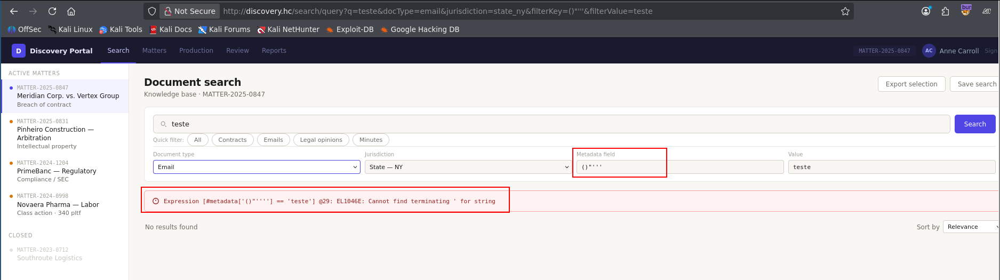 Not Secure http://discovery.hc/search/query?q=teste&docType=email&jurisdiction=state_ny&filterKey=()"'''&filterValue=teste
bur
.GIT
OffSec Kali Linux Kali Tools Kali Docs Kali Forums Kali NetHunter Exploit-DB Google Hacking DB
D Discovery Portal Search Matters Production Review Reports MATTER-2025-0847 AC Anne Carroll Sign
ACTIVE MATTERS
MATTER-2025-0847
Meridian Corp. vs. Vertex Group
Breach of contract
MATTER-2025-0831
Pinheiro Construction —
Arbitration
Intellectual property
MATTER-2024-1204
PrimeBanc — Regulatory
Compliance / SEC
MATTER-2024-0998
Novaera Pharma — Labor
Class action · 340 pltf
CLOSED
MATTER-2023-0712
Southroute Logistics
Document search
Knowledge base · MATTER-2025-0847
Export selection Save search
teste Search
Quick filter: All Contracts Emails Legal opinions Minutes
Document type Jurisdiction Metadata field Value
Email State — NY ()"''' teste
Expression [#metadata['()"''''] == 'teste'] @29: EL1046E: Cannot find terminating ' for string
No results found Sort by Relevance